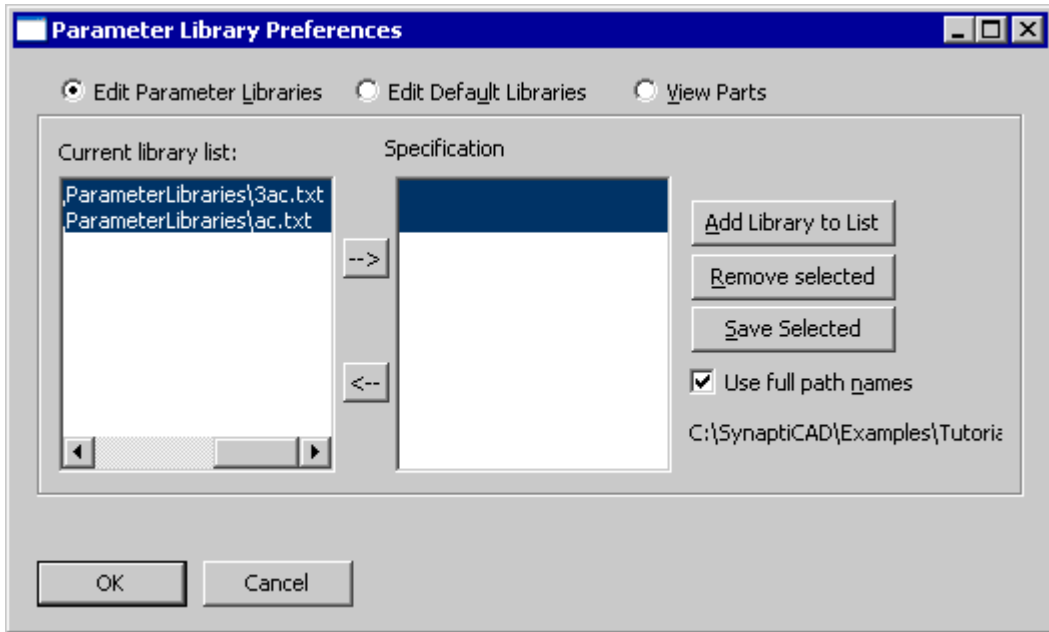 Parameter Library Preferences
Edit Parameter Libraries Edit Default Libraries View Parts
Current library list: Specification
ParameterLibraries\3ac.txt
ParameterLibraries\ac.txt
Add Library to List
-->
Remove selected
Save Selected
<--
Use full path names
C:\SynaptiCAD\Examples\Tutoria
OK Cancel